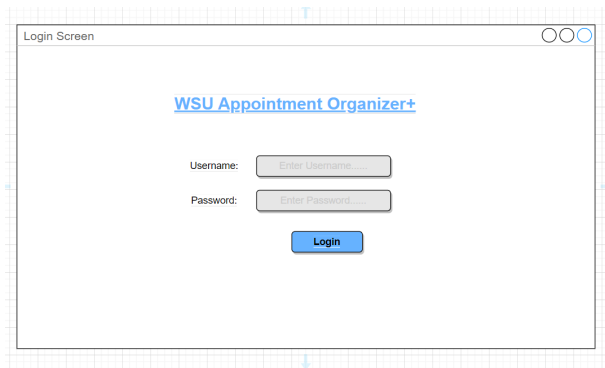 Login Screen
WSU Appointment Organizer+
Username: Enter Username......
Password: Enter Password......
Login